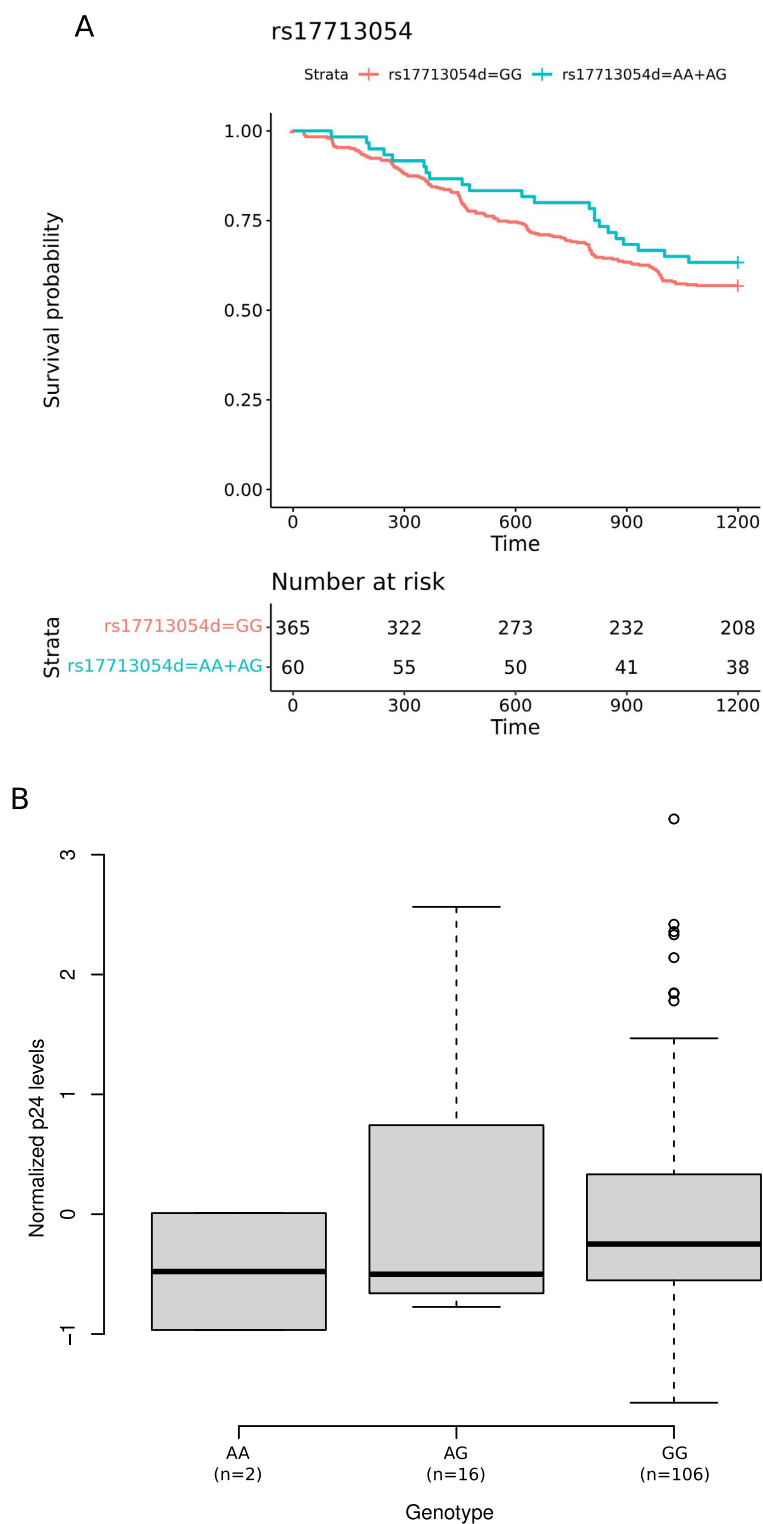 A
rs17713054
Strata rs17713054d=GG rs17713054d=AA+AG
Survival probability
1.00
0.75
0.50
0.25
0.00
0 300 600 900 1200
Time
Number at risk
Strata
rs17713054d=GG 365 322 273 232 208
rs17713054d=AA+AG 60 55 50 41 38
0 300 600 900 1200
Time
B
Normalized p24 levels
3
2
1
0
−1
AA AG GG
(n=2) (n=16) (n=106)
Genotype